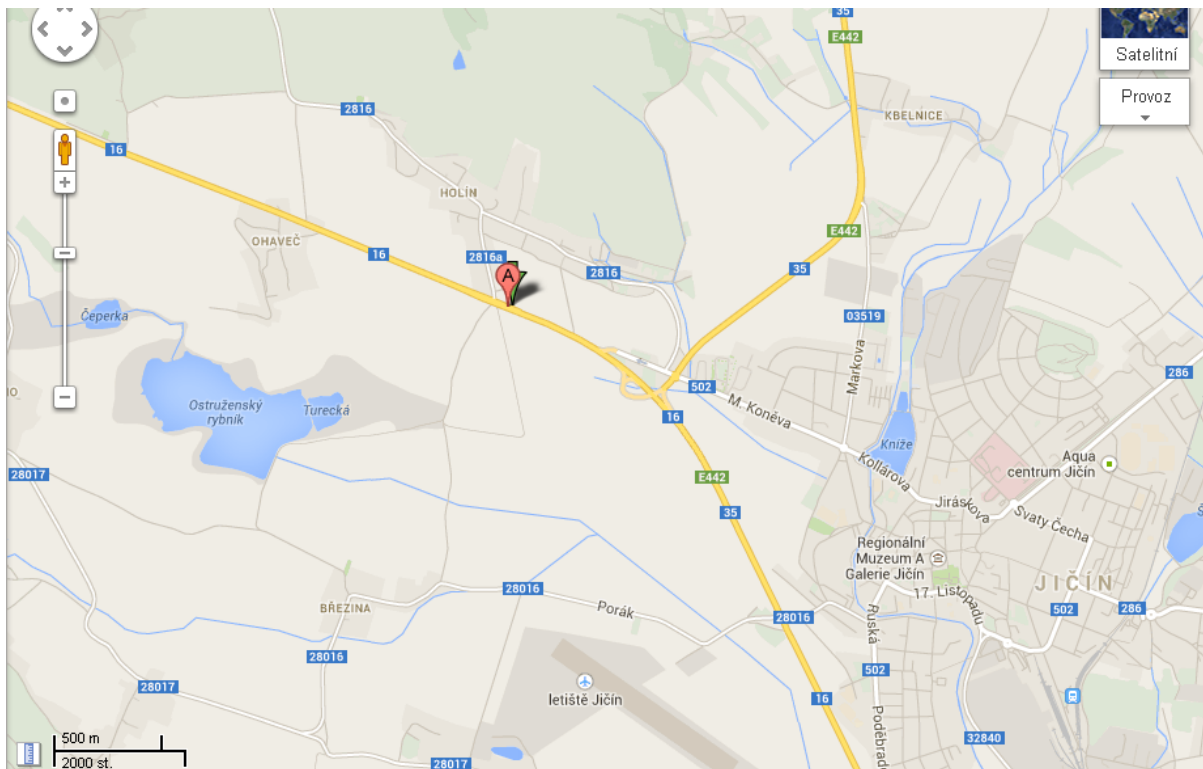 35
E442
Satelitní
Provoz
2816
KBELNICE
16
HOLÍN
E442
OHAVEČ
16
2816a
2816
35
A
Čeperka
03519
286
Markova
502
Ostruženský
rybník
Turecká
16
M. Koněva
Kníže
Kollárova
Aqua
centrum Jičín
28017
E442
35
Jiráskova
Svaty Čecha
Regionální
Muzeum A
Galerie Jičín
JIČÍN
17. Listopadu
28016
BŘEZINA
Porák
28016
502
286
Ruská
28016
502
28017
letiště Jičín
16
Poděbrad
32840
500 m
2000 st.
28017